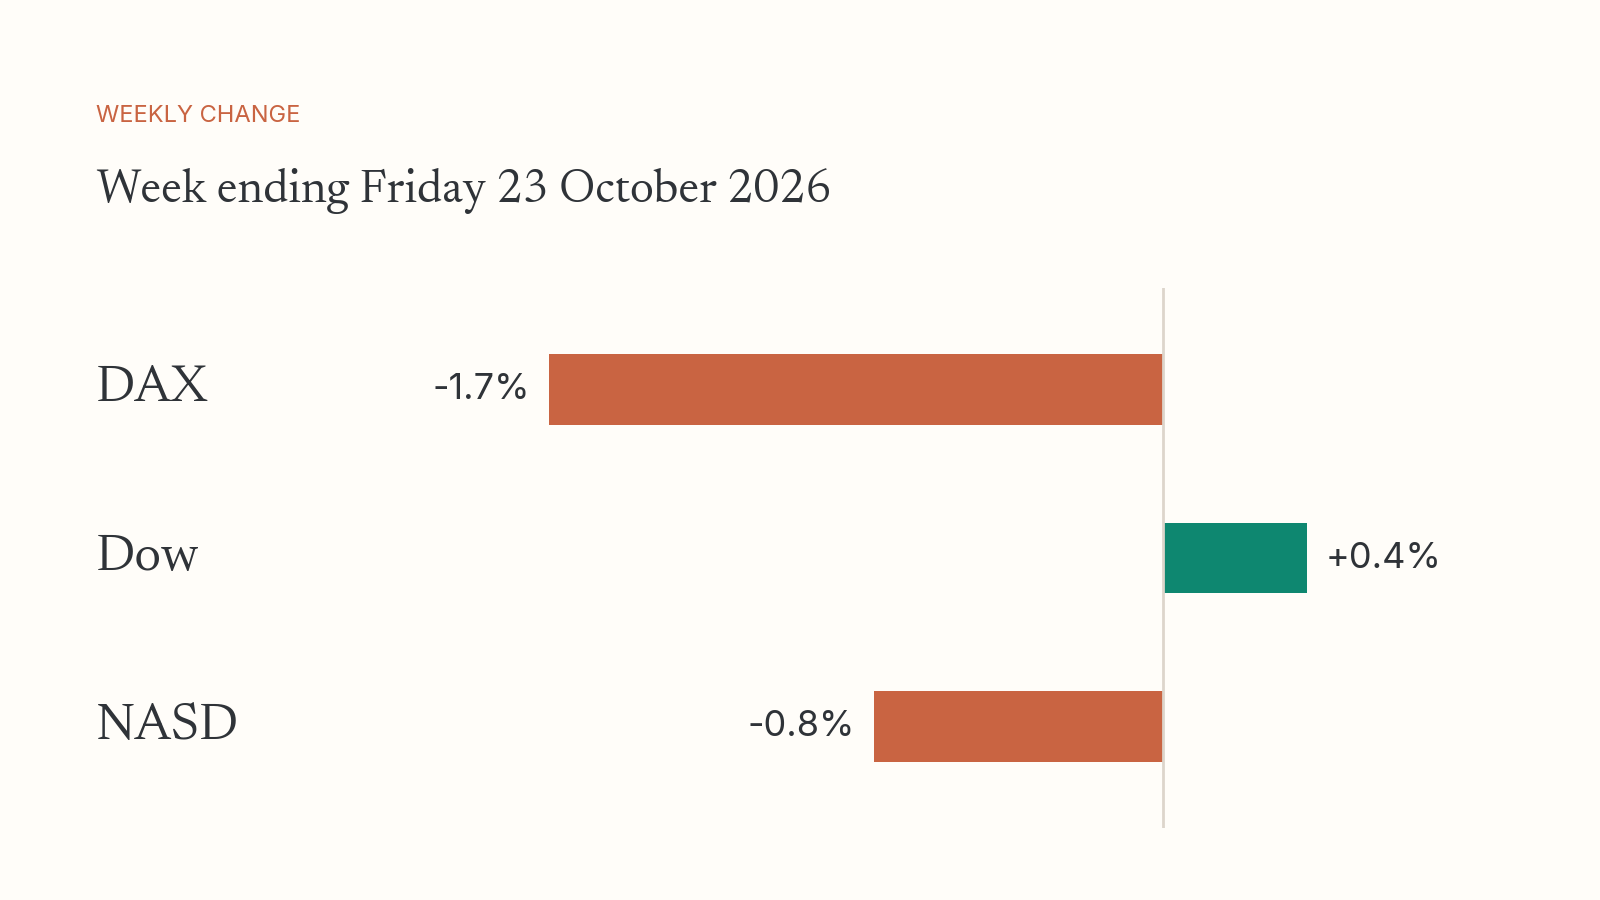 WEEKLY CHANGE
Week ending Friday 23 October 2026
DAX -1.7%
Dow +0.4%
NASD -0.8%